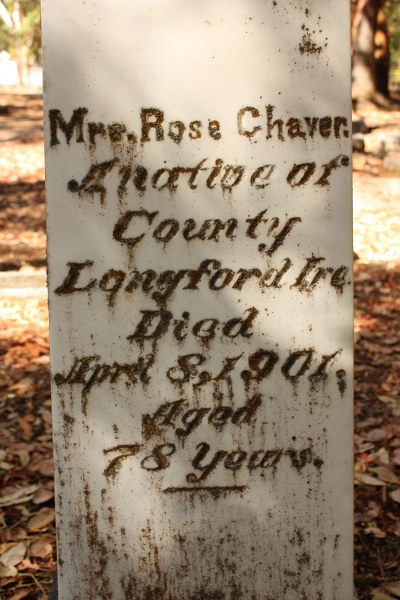 Mrs. Rose Chaver.
A native of
County
Longford Ire
Died
April 8, 1901,
Aged
78 Years.